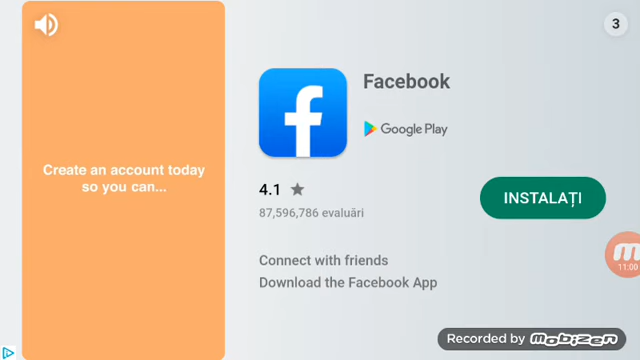 3
Facebook
Google Play
Create an account today
so you can...
4.1
INSTALAȚI
87,596,786 evaluări
Connect with friends
Download the Facebook App
11:00
Recorded by mobizen